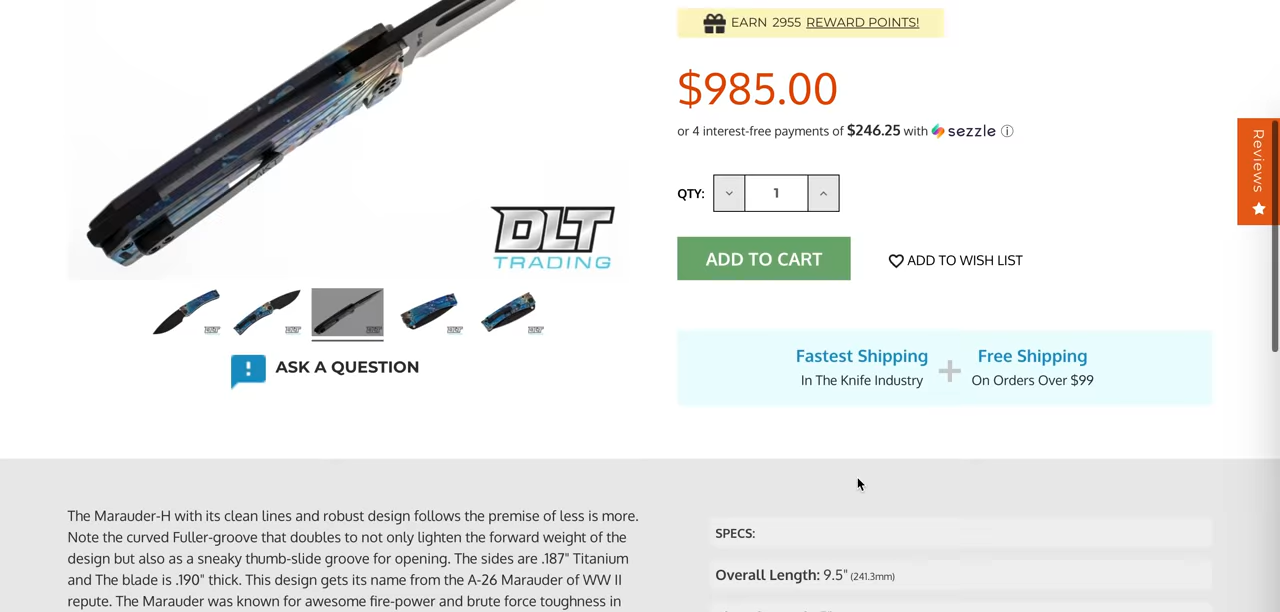 EARN 2955 REWARD POINTS!
$985.00
or 4 interest-free payments of $246.25 with sezzle ⓘ
Reviews
QTY: 1
DLT
TRADING
ADD TO CART
ADD TO WISH LIST
ASK A QUESTION
Fastest Shipping + Free Shipping
In The Knife Industry On Orders Over $99
The Marauder-H with its clean lines and robust design follows the premise of less is more.
Note the curved Fuller-groove that doubles to not only lighten the forward weight of the
design but also as a sneaky thumb-slide groove for opening. The sides are .187" Titanium
and The blade is .190" thick. This design gets its name from the A-26 Marauder of WW II
repute. The Marauder was known for awesome fire-power and brute force toughness in
SPECS:
Overall Length: 9.5" (241.3mm)